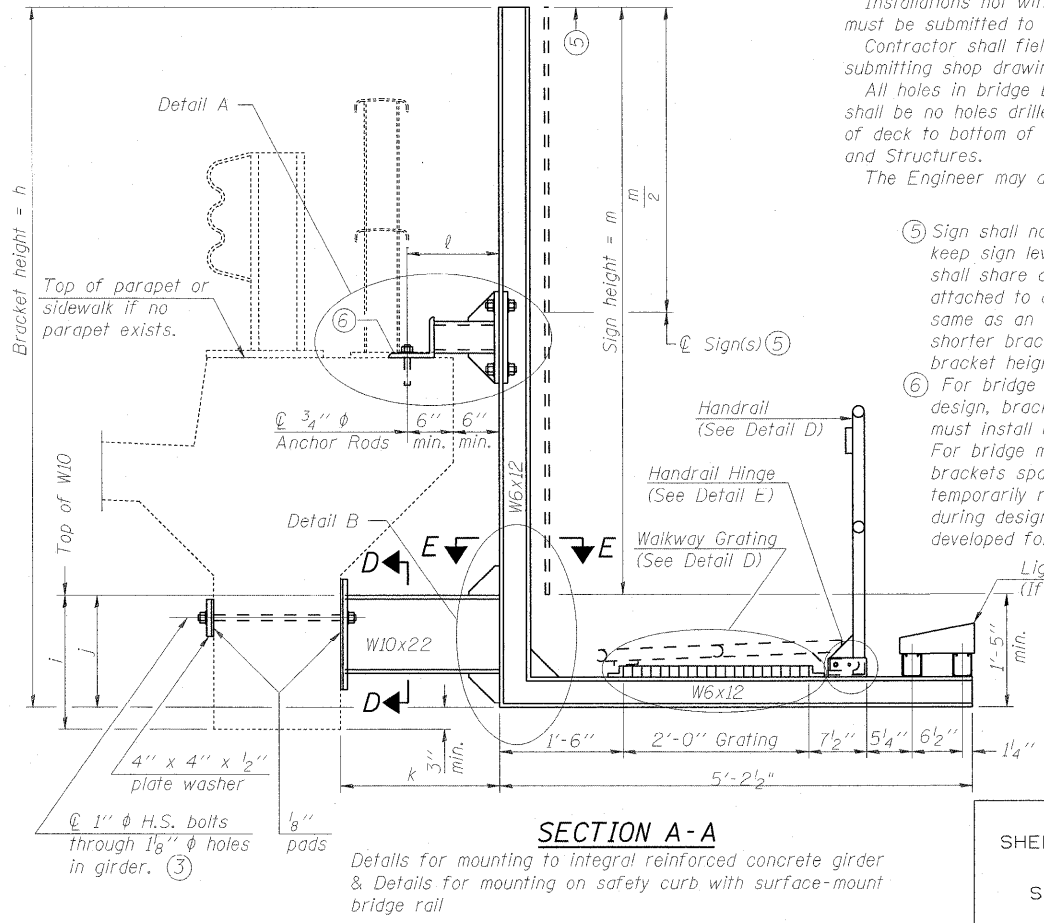 Installations not wit
must be submitted to
Contractor shall fiel
submitting shop drawin
All holes in bridge
shall be no holes drille
of deck to bottom of
and Structures.
The Engineer may a
⑤ Sign shall no
keep sign lev
shall share
attached to
same as an
shorter brac
bracket heigh
⑥ For bridge
design, brack
must install
For bridge m
brackets spa
temporarily r
during design
developed fo
Lig
(If
Bracket height = h
Detail A
⑤
ℓ
Sign height = m
m/2
℄ Sign(s) ⑤
Top of parapet or
sidewalk if no
parapet exists.
⑥
℄ 3/4" ϕ
Anchor Rods
6"
min.
6"
min.
W6x12
Handrail
(See Detail D)
Handrail Hinge
(See Detail E)
Walkway Grating
(See Detail D)
Top of W10
Detail B
D
E
E
i
j
W10x22
D
W6x12
1'-5"
min.
4" x 4" x 1/2"
plate washer
k
3"
min.
1'-6"
2'-0" Grating
7 1/2"
5 1/4"
6 1/2"
1 1/4"
5'-2 1/2"
℄ 1" ϕ H.S. bolts
through 1 1/8" ϕ holes
in girder. ③
1/8"
pads
SECTION A-A
Details for mounting to integral reinforced concrete girder
& Details for mounting on safety curb with surface-mount
bridge rail
SHE
S